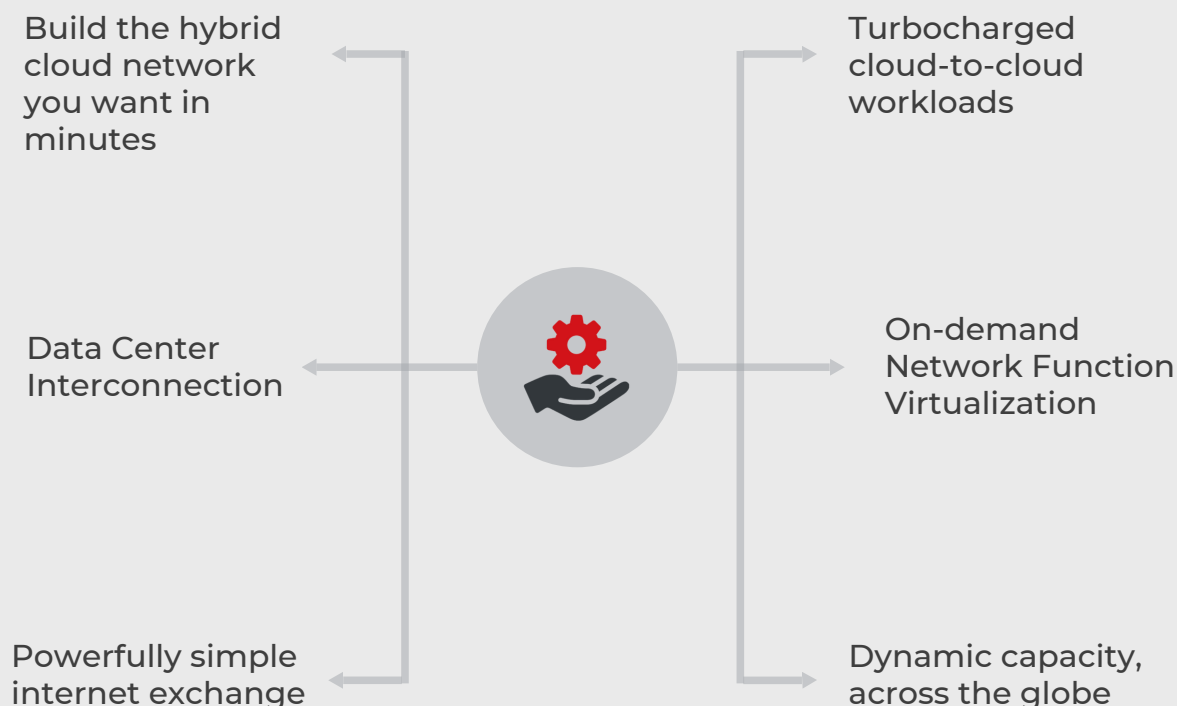 Build the hybrid
cloud network
you want in
minutes
Turbocharged
cloud-to-cloud
workloads
Data Center
Interconnection
On-demand
Network Function
Virtualization
Powerfully simple
internet exchange
Dynamic capacity,
across the globe